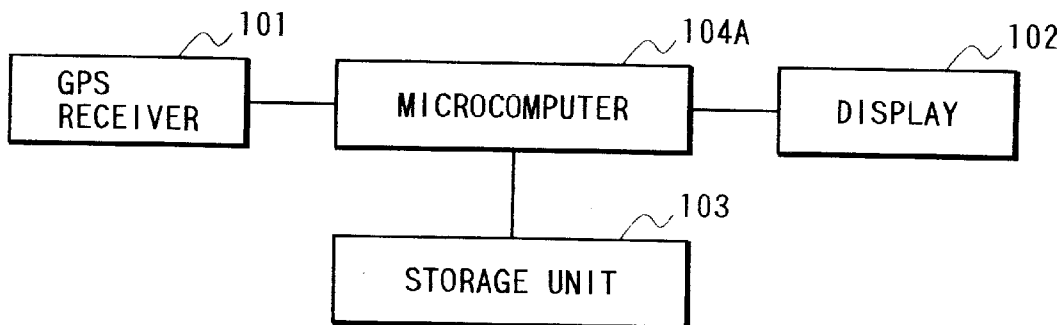 101
GPS
RECEIVER
104A
MICROCOMPUTER
102
DISPLAY
103
STORAGE UNIT